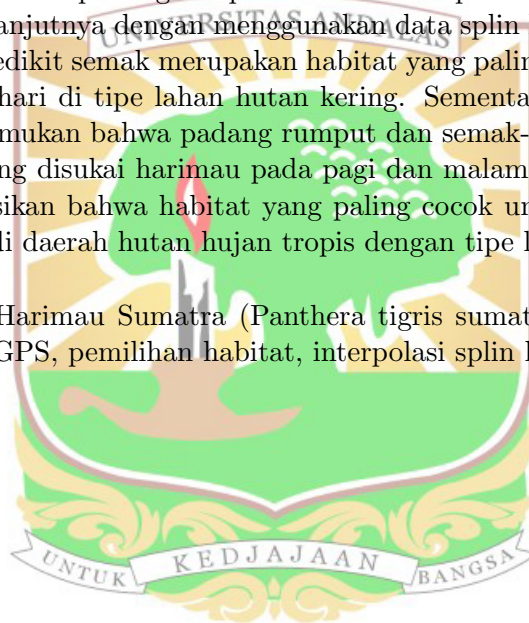 UNIVERSITAS ANDALAS
anjutnya dengan menggunakan data splin
edikit semak merupakan habitat yang palin
hari di tipe lahan hutan kering. Sementa
mukan bahwa padang rumput dan semak-
ng disukai harimau pada pagi dan malam
sikan bahwa habitat yang paling cocok un
di daerah hutan hujan tropis dengan tipe l
Harimau Sumatra (Panthera tigris sumat
GPS, pemilihan habitat, interpolasi splin
UNTUK KEDJAJAAN BANGSA